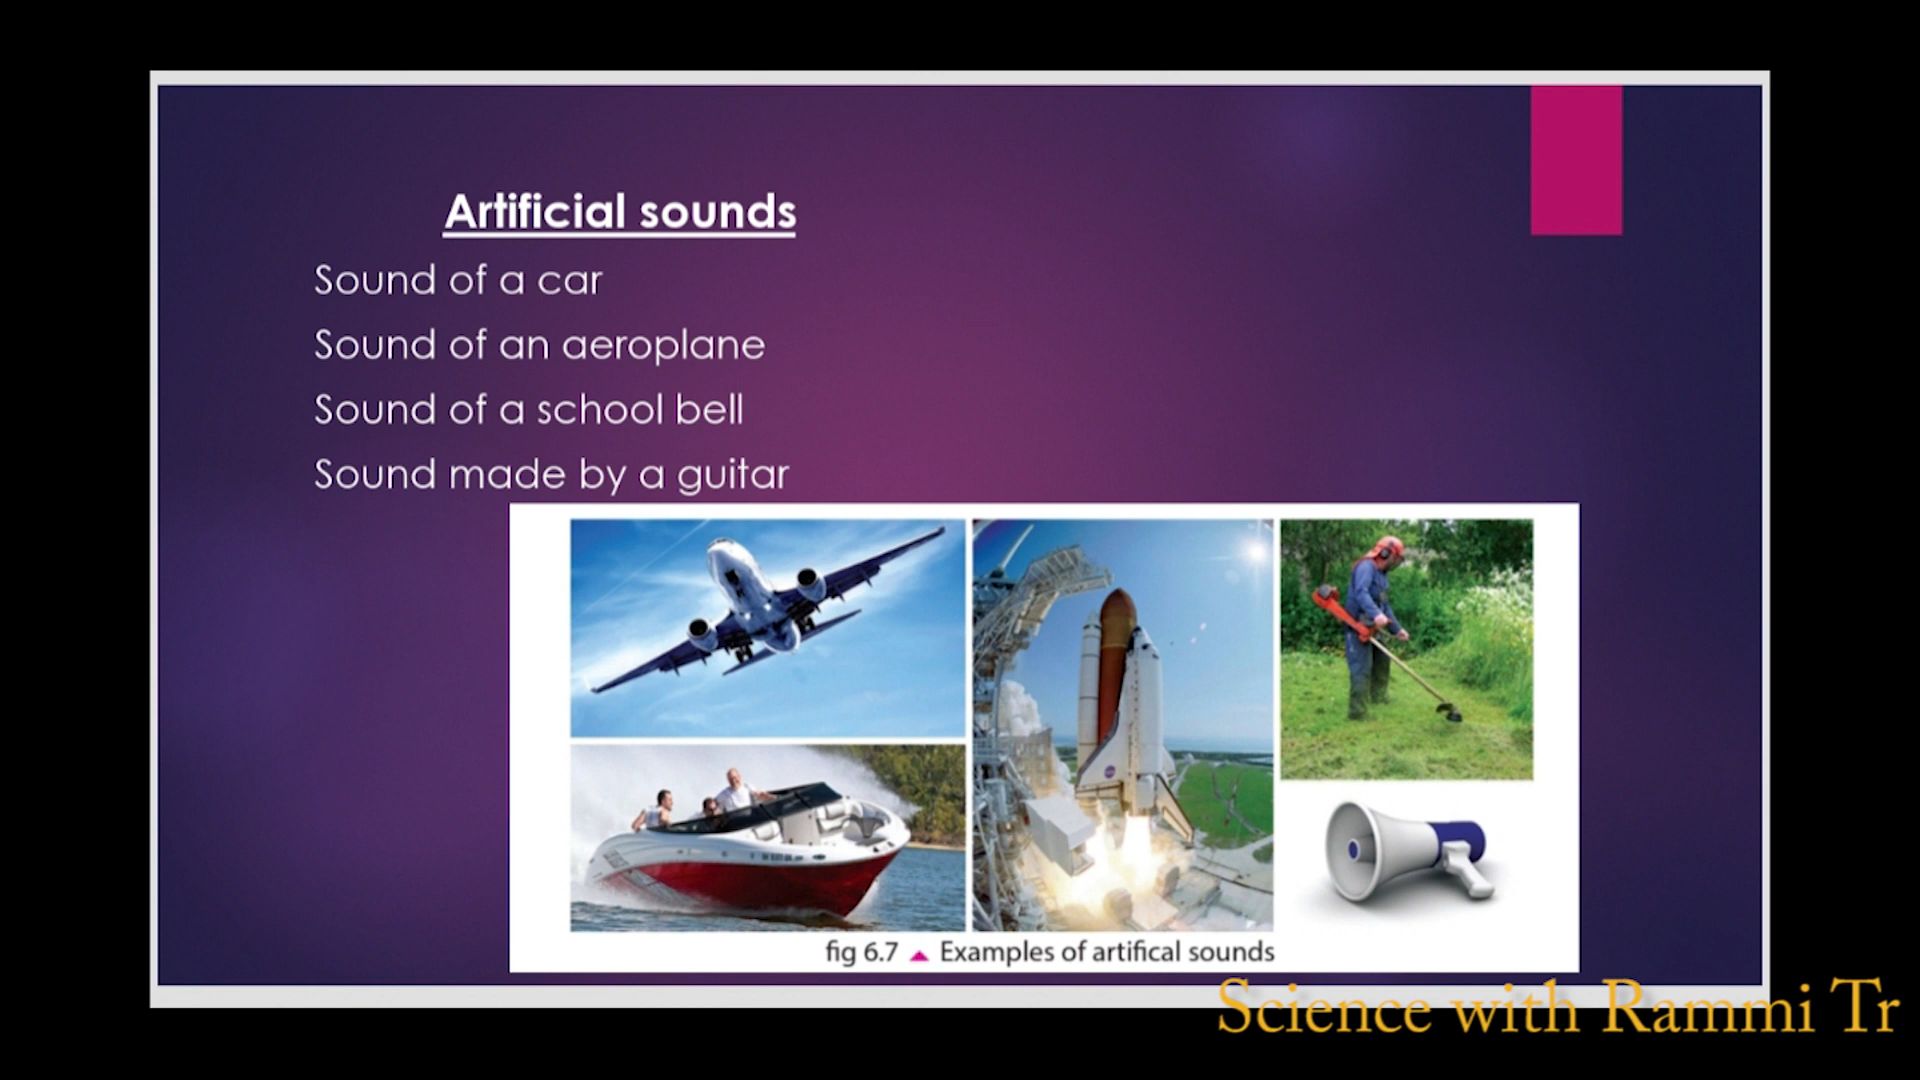 Artificial sounds
Sound of a car
Sound of an aeroplane
Sound of a school bell
Sound made by a guitar
fig 6.7 ▲ Examples of artifical sounds
Science with Rammi Tr